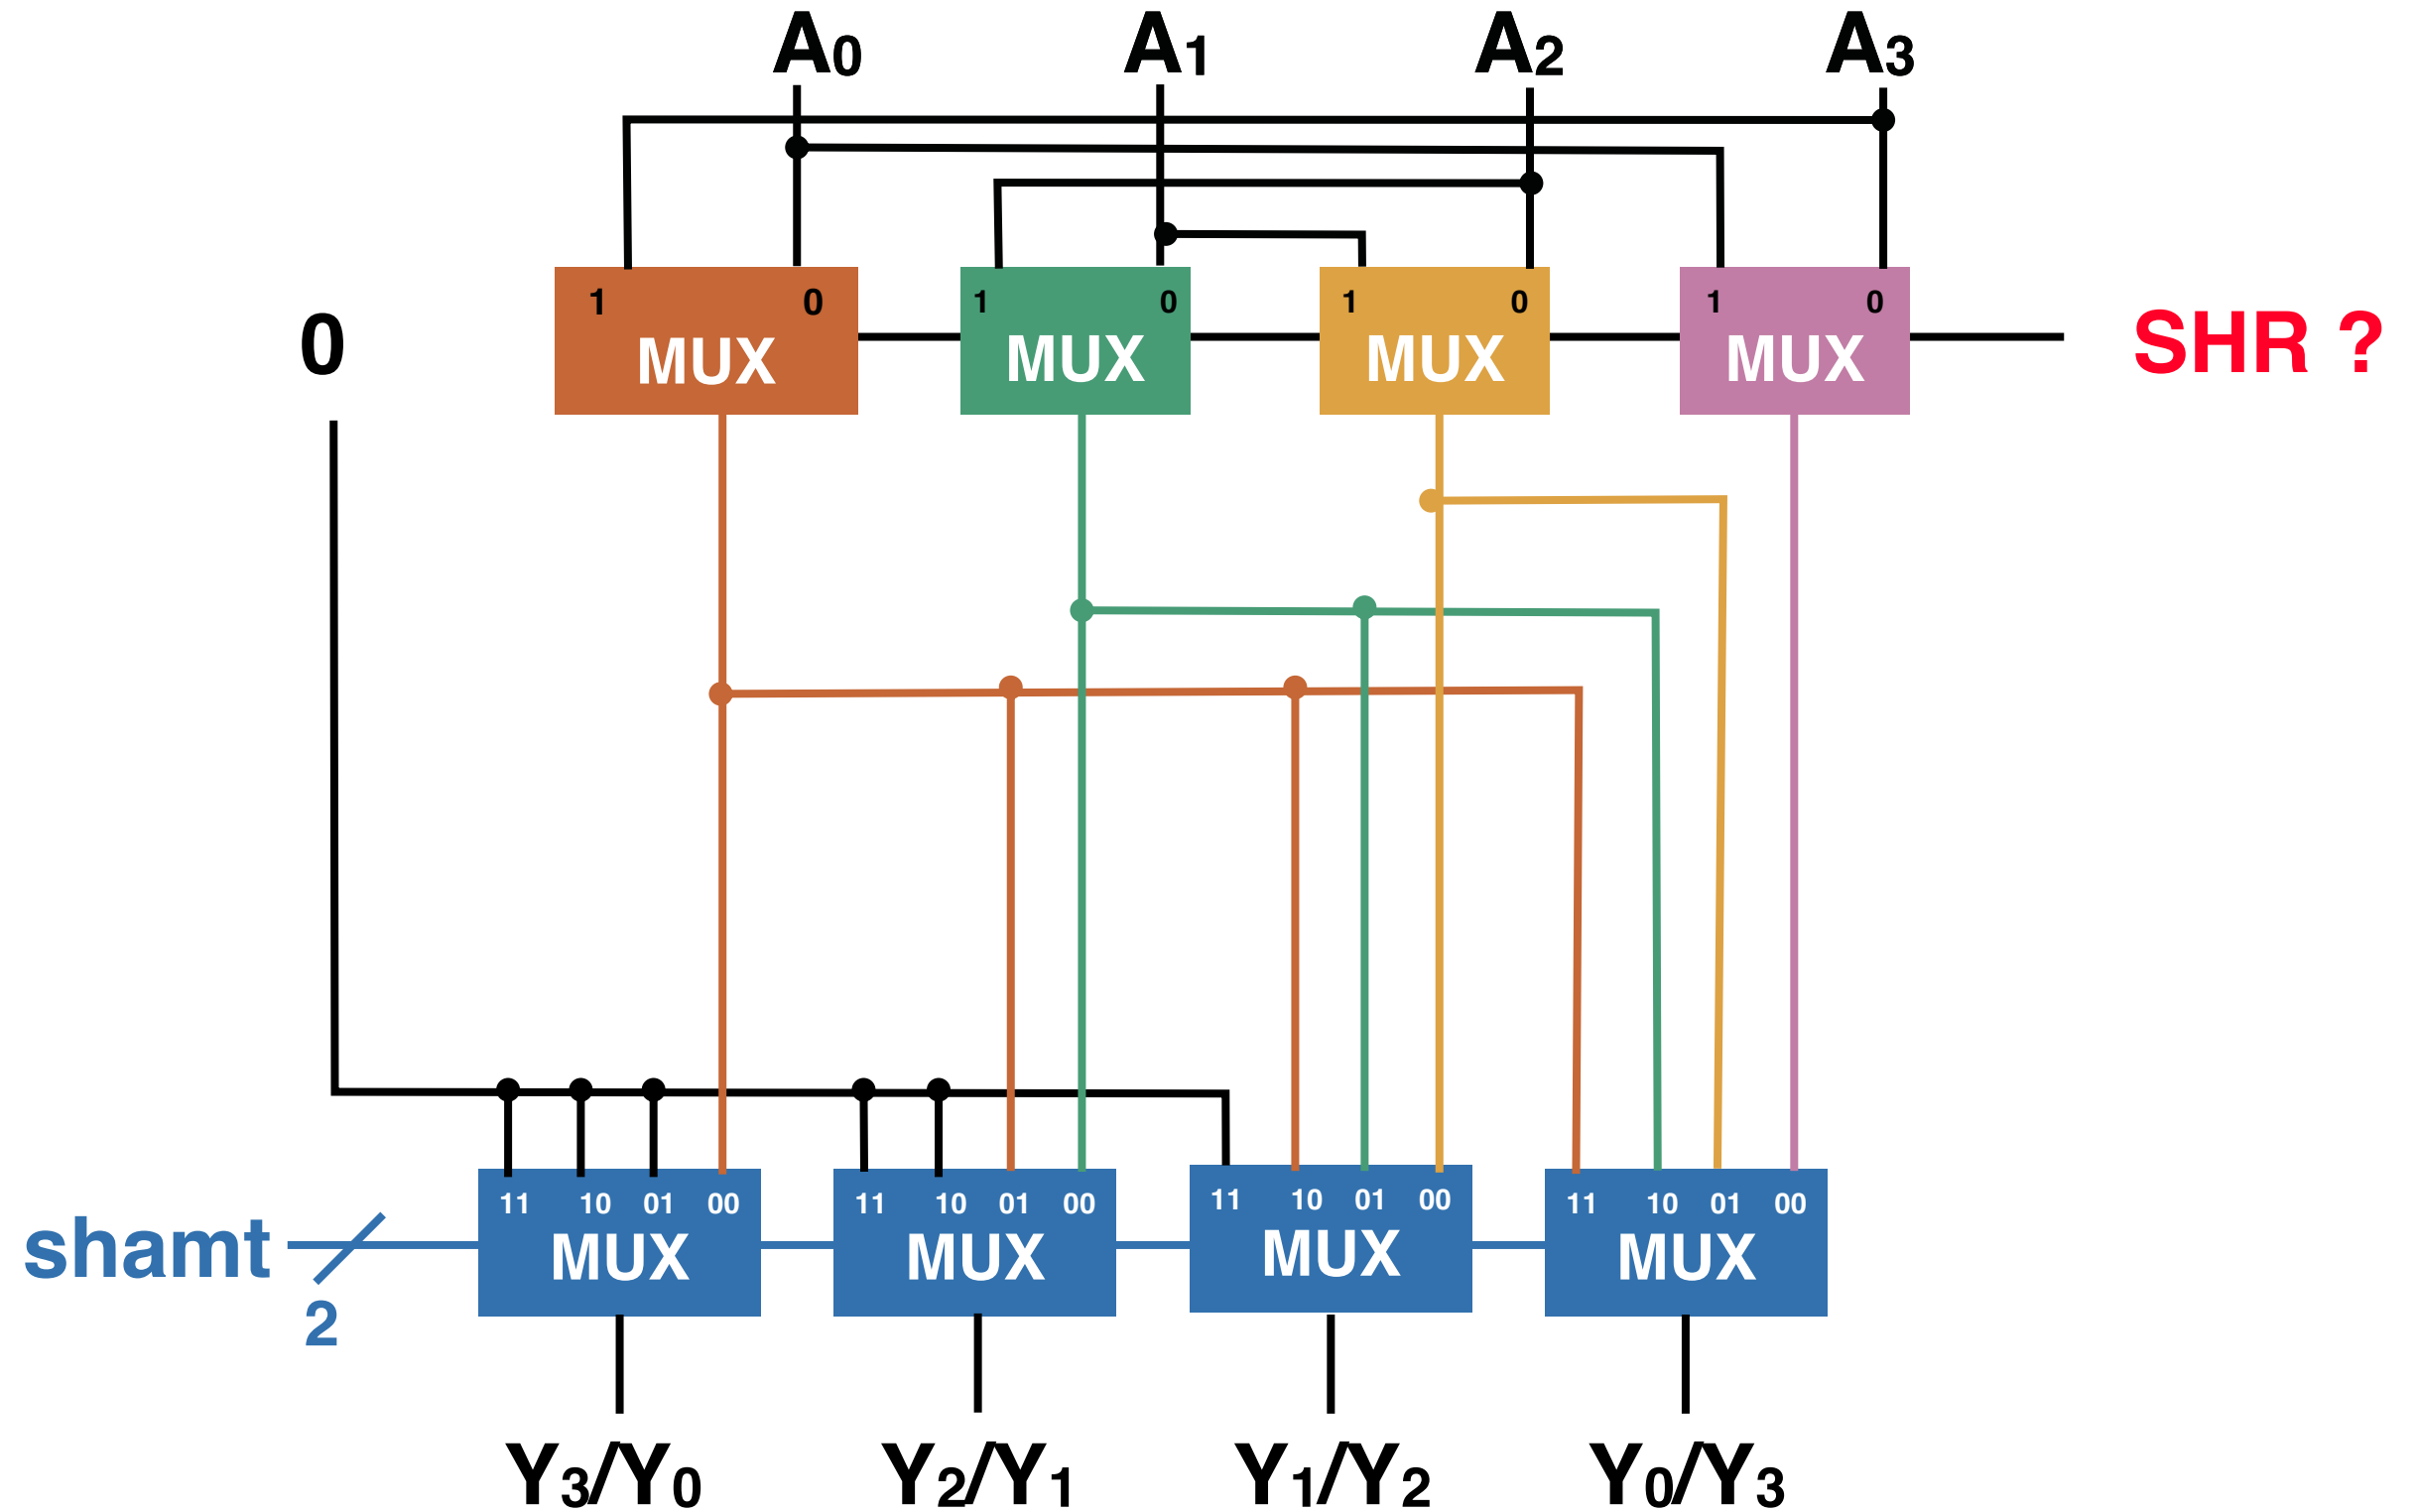 A0 A1 A2 A3
1 0 1 0 1 0 1 0
0 MUX MUX MUX MUX SHR ?
11 10 01 00 11 10 01 00 11 10 01 00 11 10 01 00
shamt MUX MUX MUX MUX
2
Y3/Y0 Y2/Y1 Y1/Y2 Y0/Y3